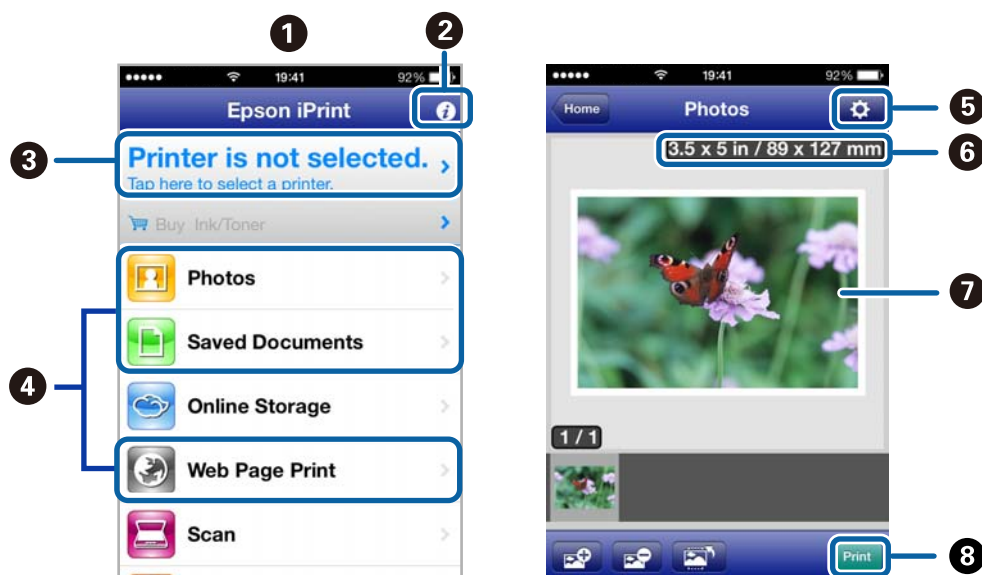 1
2
19:41
92%
Epson iPrint
i
3
Printer is not selected.
Tap here to select a printer.
Buy Ink/Toner
4
Photos
Saved Documents
Online Storage
Web Page Print
Scan
19:41
92%
Home
Photos
5
3.5 x 5 in / 89 x 127 mm
6
7
1 / 1
Print
8